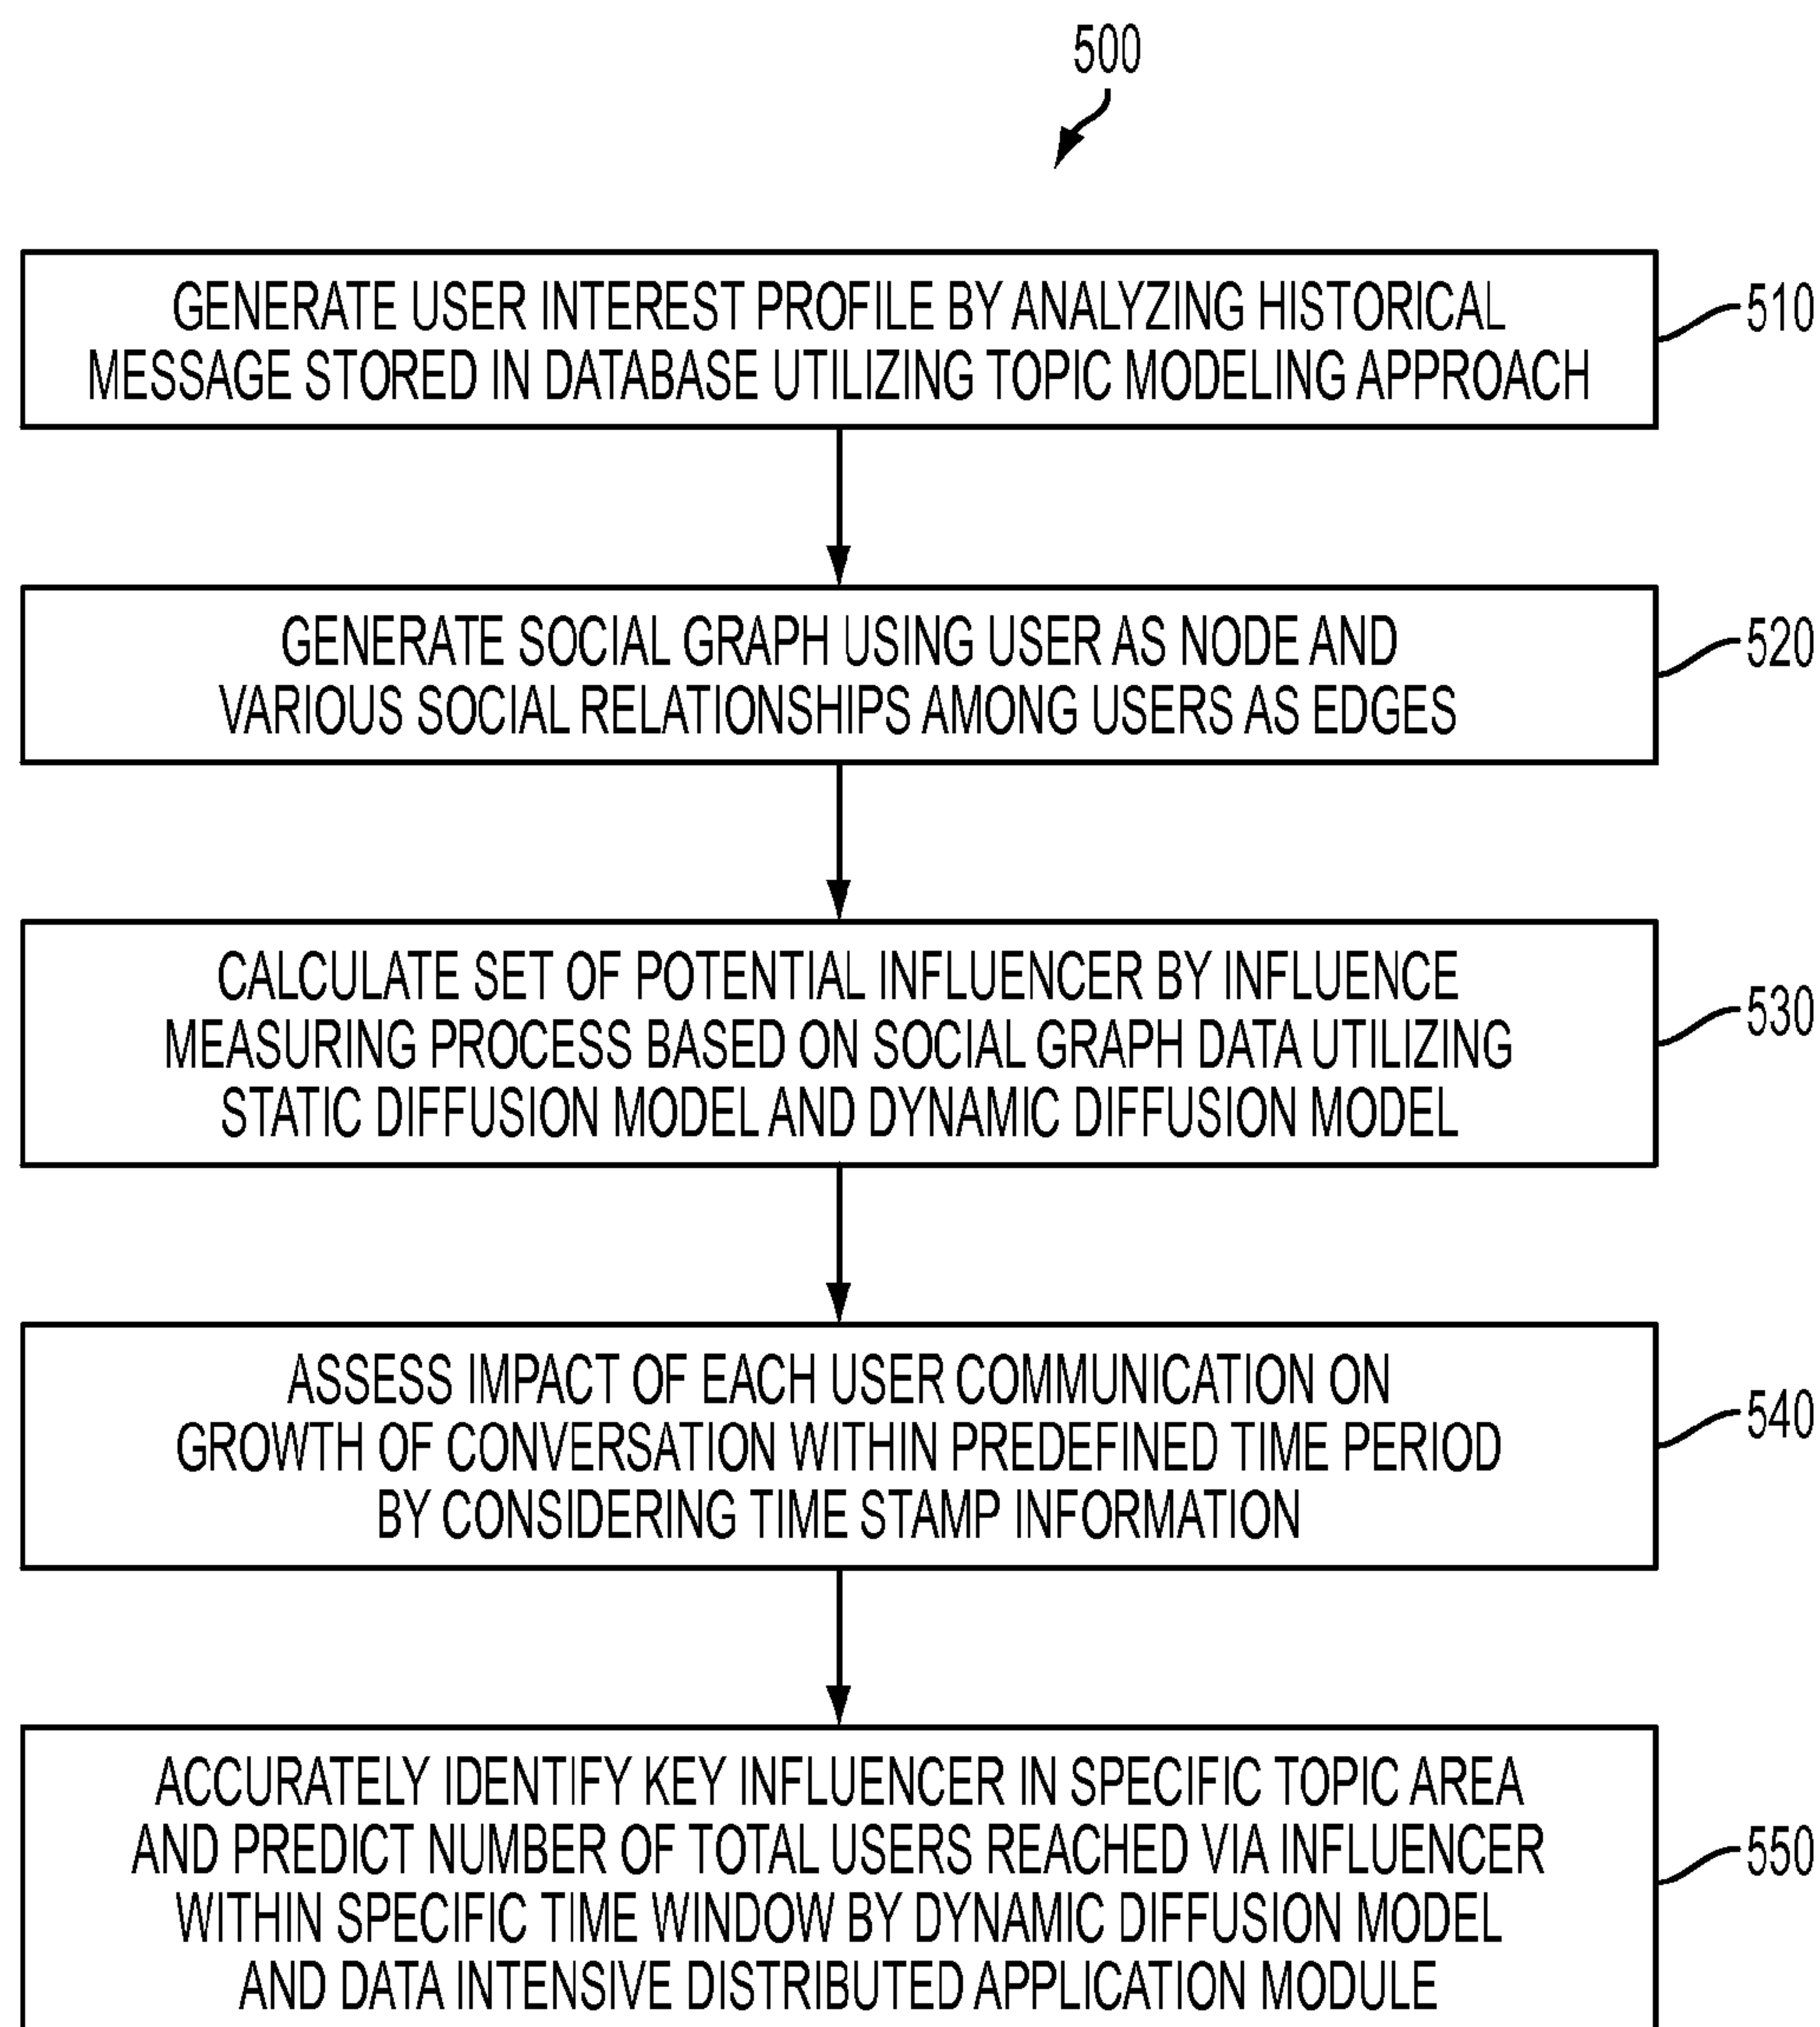 500
GENERATE USER INTEREST PROFILE BY ANALYZING HISTORICAL
MESSAGE STORED IN DATABASE UTILIZING TOPIC MODELING APPROACH
510
GENERATE SOCIAL GRAPH USING USER AS NODE AND
VARIOUS SOCIAL RELATIONSHIPS AMONG USERS AS EDGES
520
CALCULATE SET OF POTENTIAL INFLUENCER BY INFLUENCE
MEASURING PROCESS BASED ON SOCIAL GRAPH DATA UTILIZING
STATIC DIFFUSION MODEL AND DYNAMIC DIFFUSION MODEL
530
ASSESS IMPACT OF EACH USER COMMUNICATION ON
GROWTH OF CONVERSATION WITHIN PREDEFINED TIME PERIOD
BY CONSIDERING TIME STAMP INFORMATION
540
ACCURATELY IDENTIFY KEY INFLUENCER IN SPECIFIC TOPIC AREA
AND PREDICT NUMBER OF TOTAL USERS REACHED VIA INFLUENCER
WITHIN SPECIFIC TIME WINDOW BY DYNAMIC DIFFUSION MODEL
AND DATA INTENSIVE DISTRIBUTED APPLICATION MODULE
550